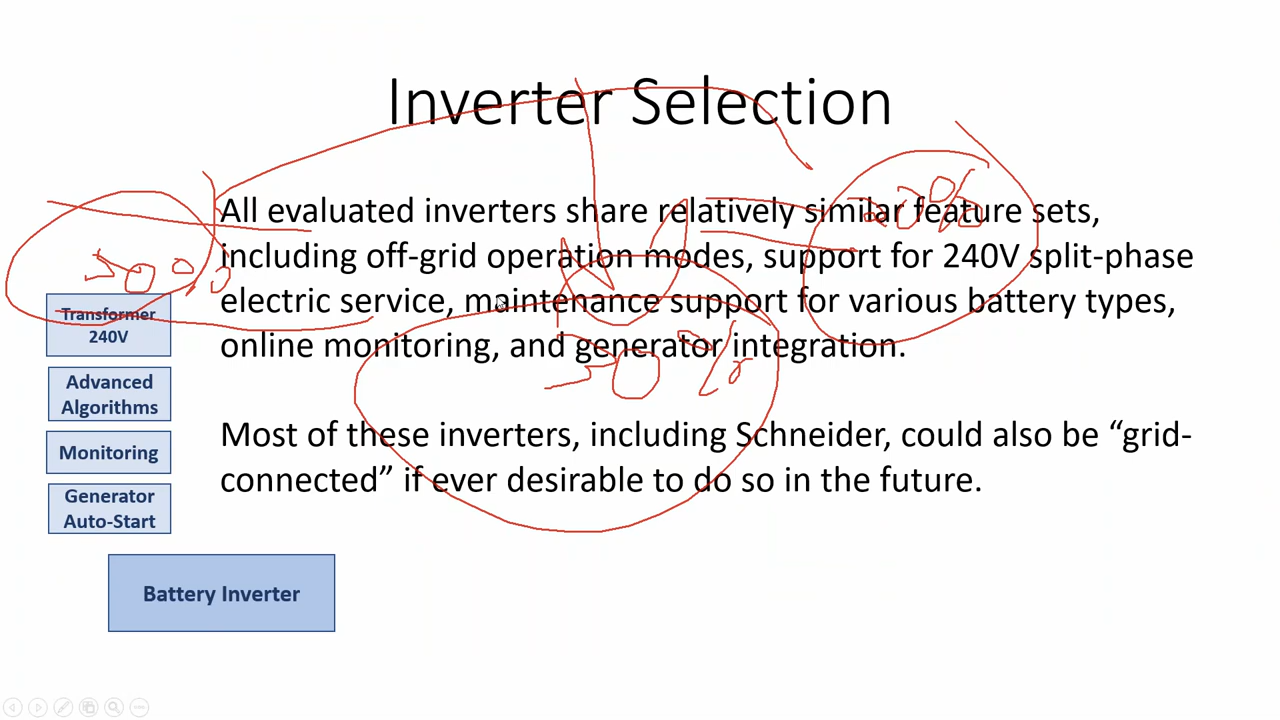 Inverter Selection
All evaluated inverters share relatively similar feature sets,
including off-grid operation modes, support for 240V split-phase
electric service, maintenance support for various battery types,
online monitoring, and generator integration.
Most of these inverters, including Schneider, could also be “grid-
connected” if ever desirable to do so in the future.
Transformer
240V
Advanced
Algorithms
Monitoring
Generator
Auto-Start
Battery Inverter
50%
50%